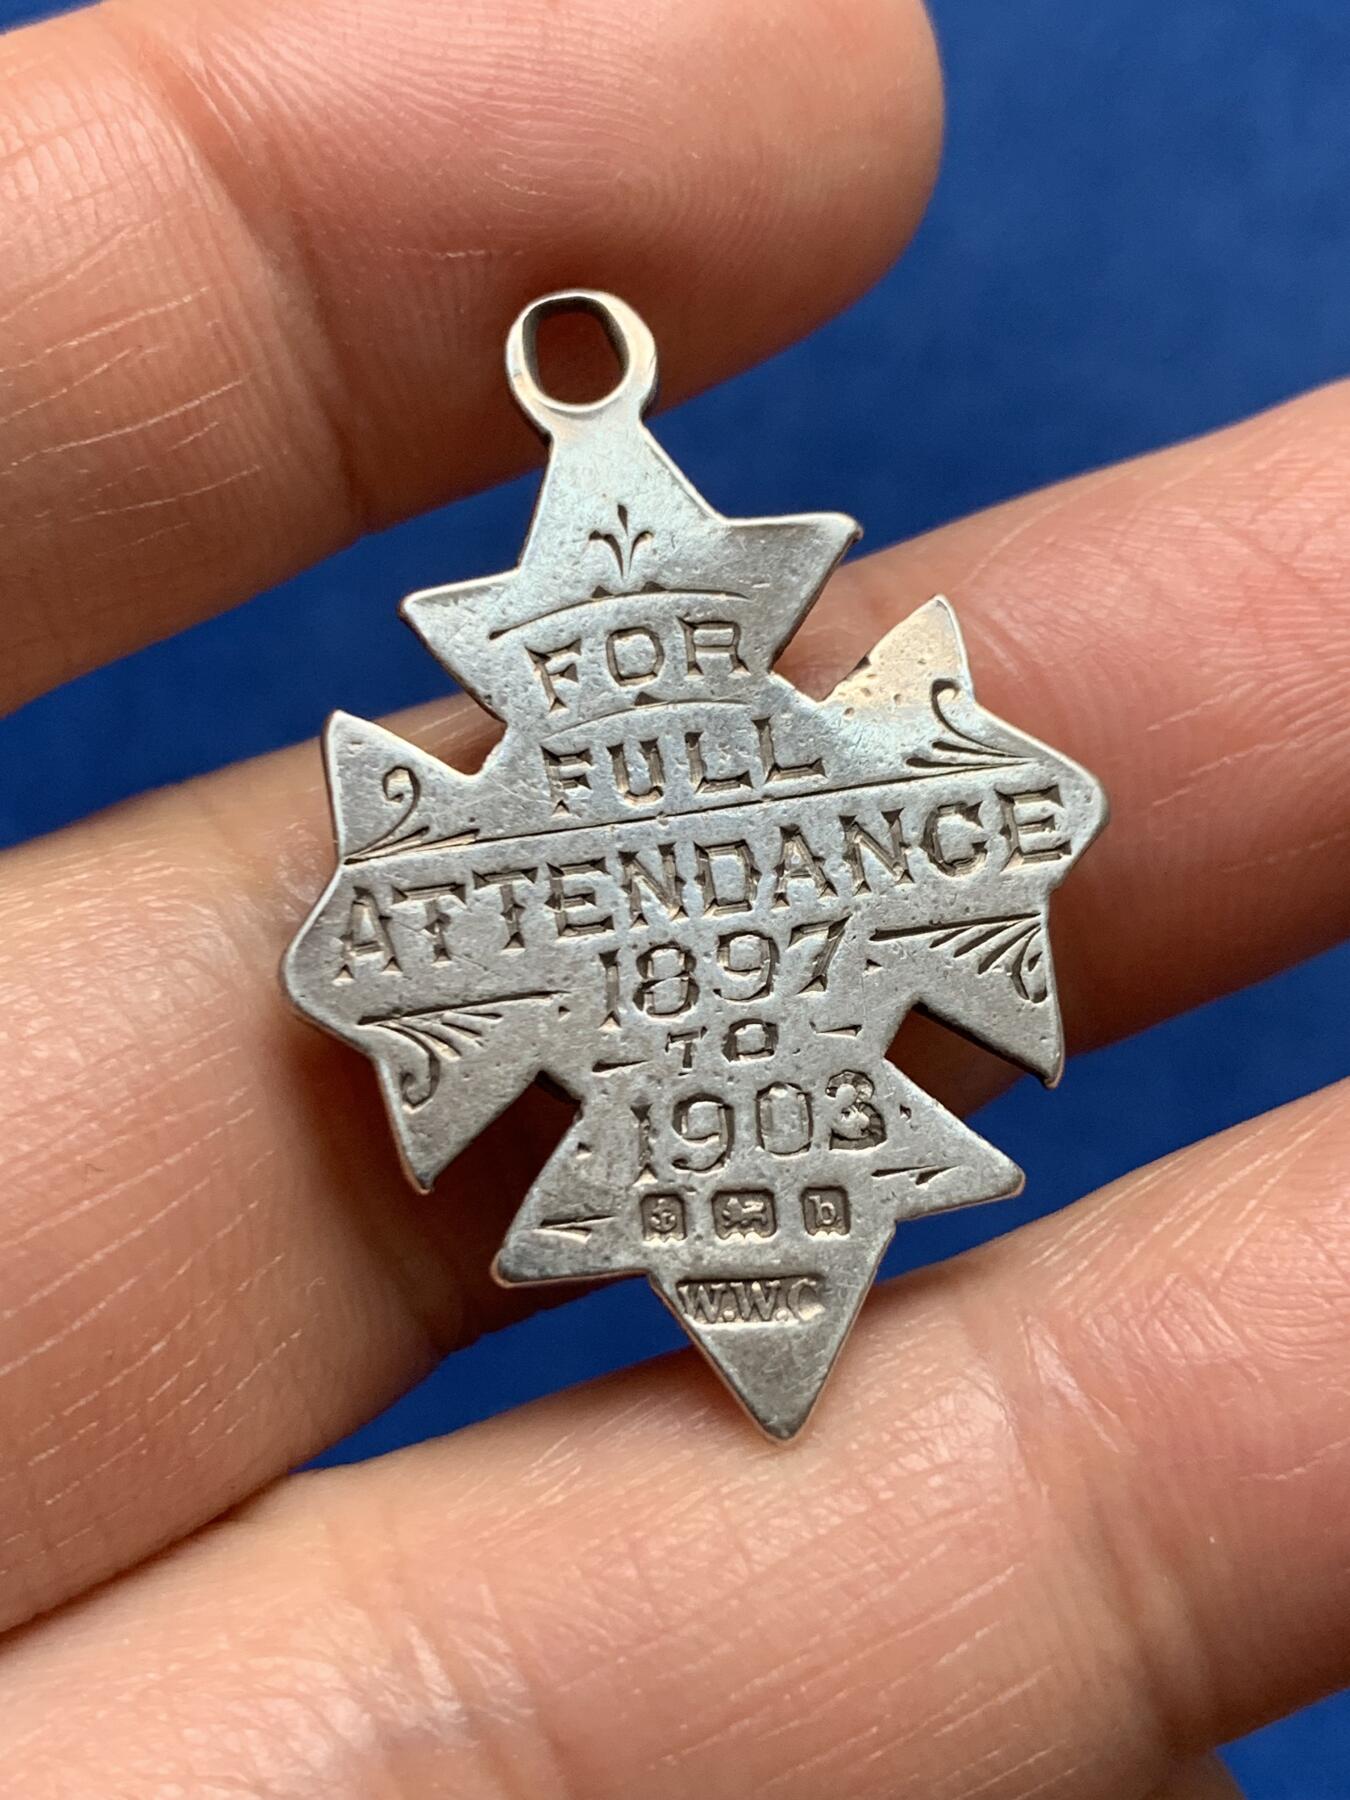 FOR
FULL
ATTENDANCE
1897
TO
1903
b
W.W.C